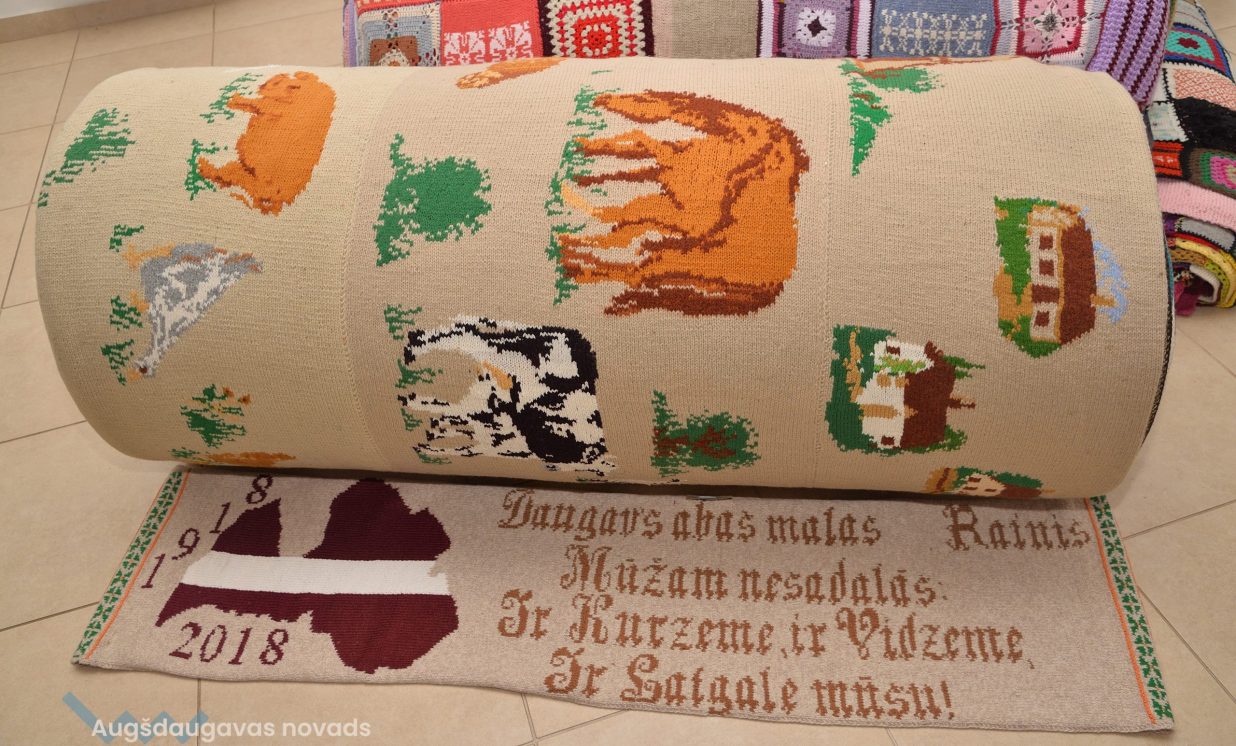 1918
2018
Daugavs abas malas Rainis
Mūžam nesadalās:
Ir Kurzeme, ir Vidzeme,
Ir Latgale mūsu!
Augšdaugavas novads